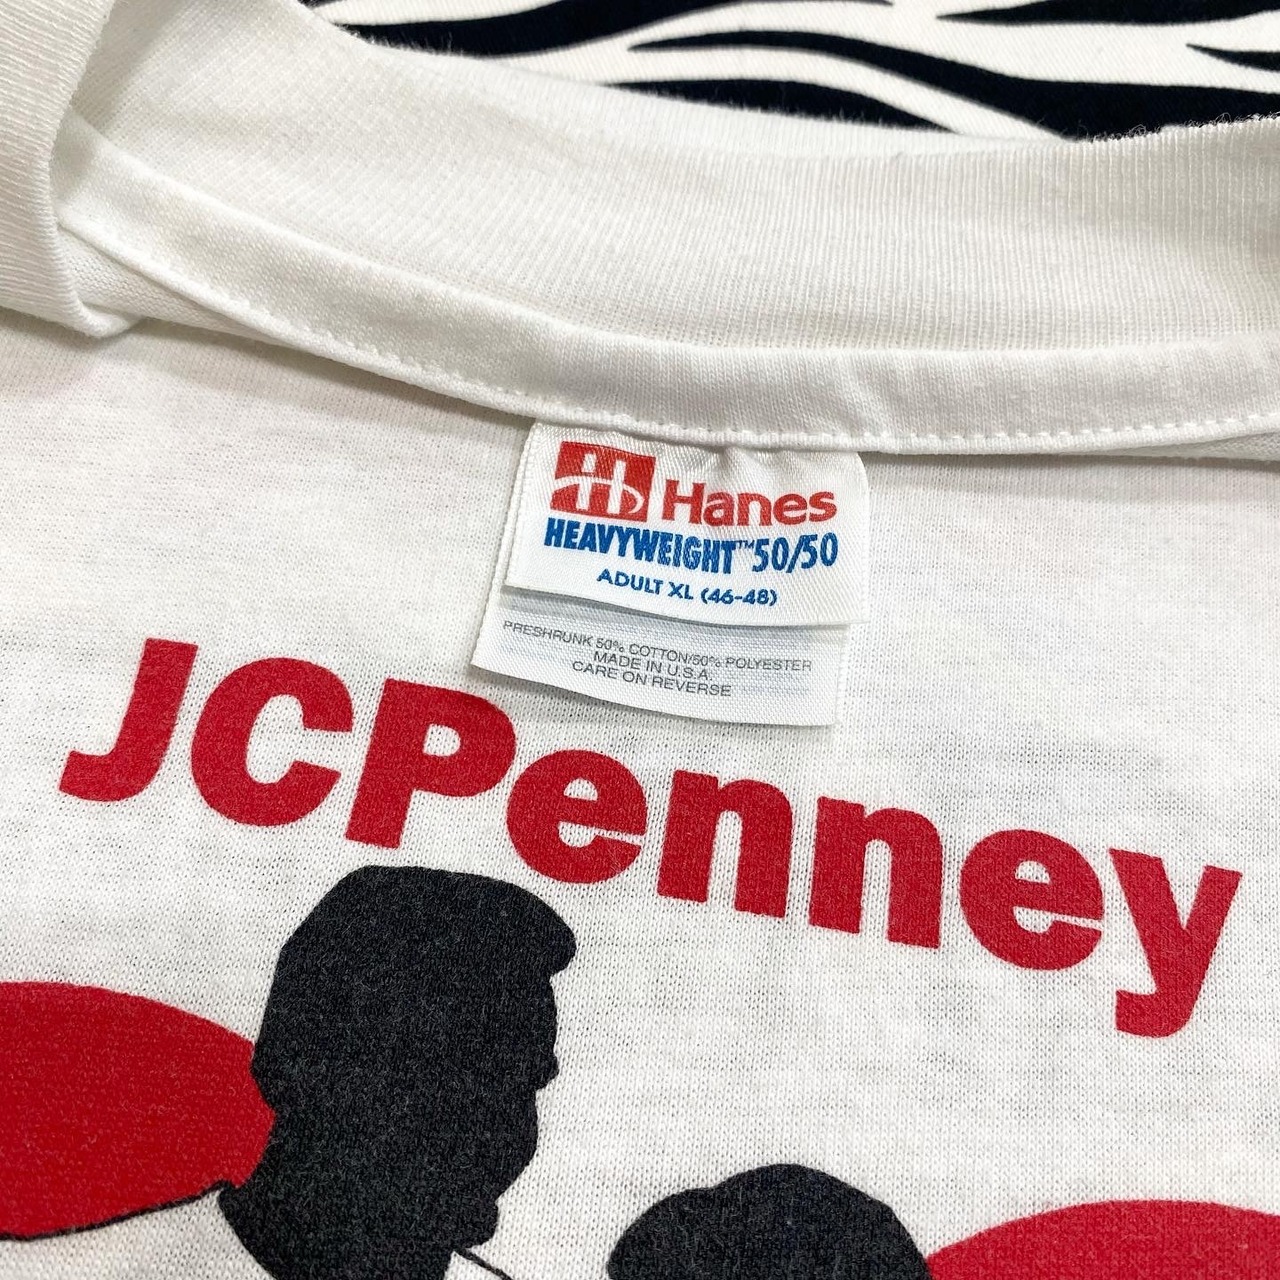 Hanes
HEAVYWEIGHT™50/50
ADULT XL (46-48)
PRESHRUNK 50% COTTON/50% POLYESTER
MADE IN U.S.A.
CARE ON REVERSE
JCPenney